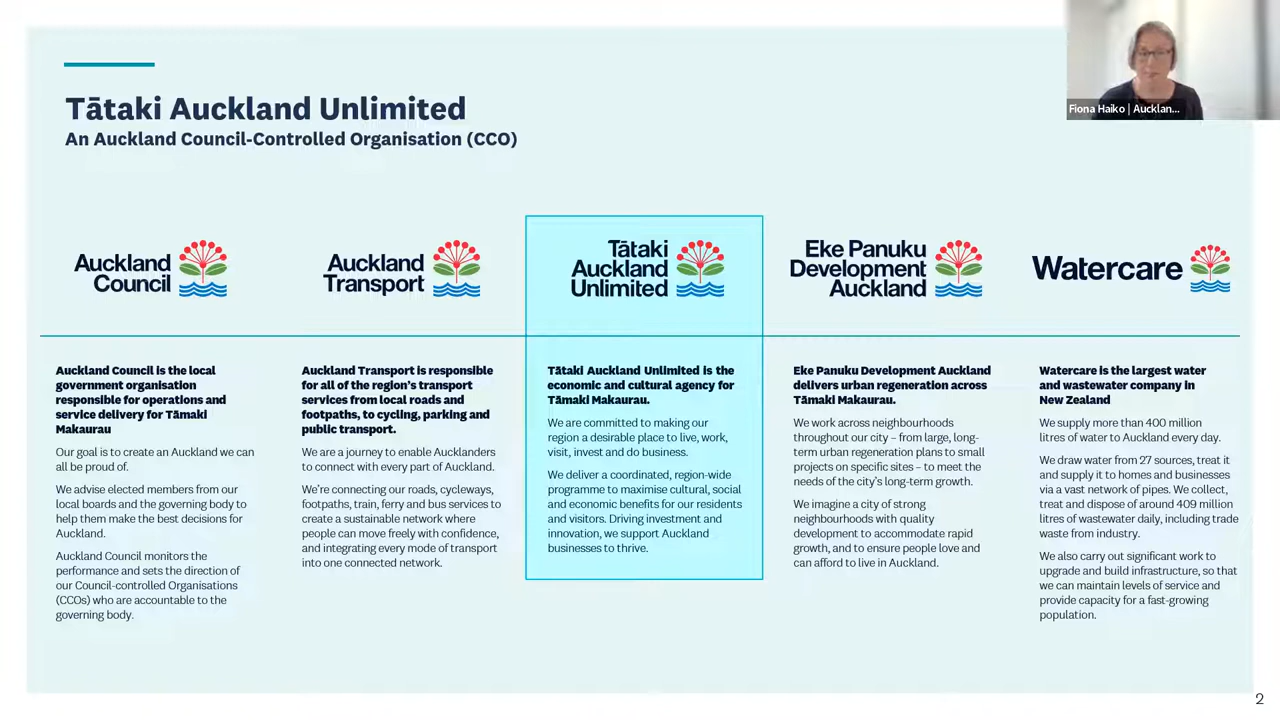 Tātaki Auckland Unlimited
An Auckland Council-Controlled Organisation (CCO)
Fiona Haiko | Aucklan...
Auckland
Council
Auckland
Transport
Tātaki
Auckland
Unlimited
Eke Panuku
Development
Auckland
Watercare
Auckland Council is the local
government organisation
responsible for operations and
service delivery for Tāmaki
Makaurau
Our goal is to create an Auckland we can
all be proud of.
We advise elected members from our
local boards and the governing body to
help them make the best decisions for
Auckland.
Auckland Council monitors the
performance and sets the direction of
our Council-controlled Organisations
(CCOs) who are accountable to the
governing body.
Auckland Transport is responsible
for all of the region's transport
services from local roads and
footpaths, to cycling, parking and
public transport.
We are a journey to enable Aucklanders
to connect with every part of Auckland.
We're connecting our roads, cycleways,
footpaths, train, ferry and bus services to
create a sustainable network where
people can move freely with confidence,
and integrating every mode of transport
into one connected network.
Tātaki Auckland Unlimited is the
economic and cultural agency for
Tāmaki Makaurau.
We are committed to making our
region a desirable place to live, work,
visit, invest and do business.
We deliver a coordinated, region-wide
programme to maximise cultural, social
and economic benefits for our residents
and visitors. Driving investment and
innovation, we support Auckland
businesses to thrive.
Eke Panuku Development Auckland
delivers urban regeneration across
Tāmaki Makaurau.
We work across neighbourhoods
throughout our city – from large, long-
term urban regeneration plans to small
projects on specific sites – to meet the
needs of the city's long-term growth.
We imagine a city of strong
neighbourhoods with quality
development to accommodate rapid
growth, and to ensure people love and
can afford to live in Auckland.
Watercare is the largest water
and wastewater company in
New Zealand
We supply more than 400 million
litres of water to Auckland every day.
We draw water from 27 sources, treat it
and supply it to homes and businesses
via a vast network of pipes. We collect,
treat and dispose of around 409 million
litres of wastewater daily, including trade
waste from industry.
We also carry out significant work to
upgrade and build infrastructure, so that
we can maintain levels of service and
provide capacity for a fast-growing
population.
2